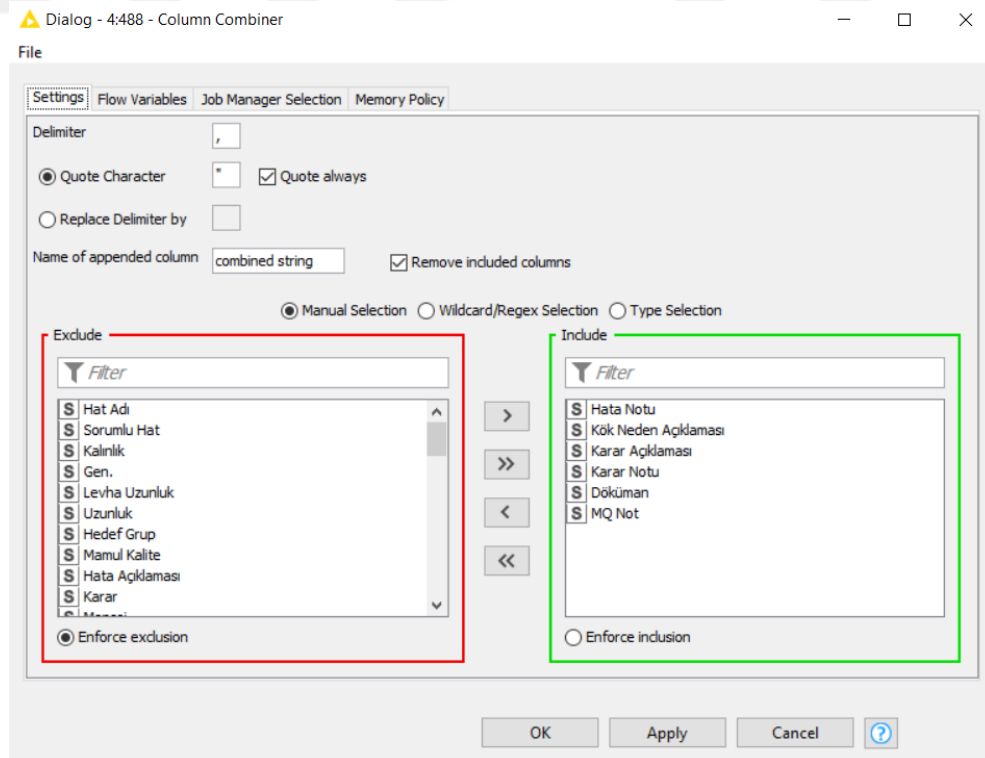 Dialog - 4:488 - Column Combiner
File
Settings Flow Variables Job Manager Selection Memory Policy
Delimiter ,
Quote Character " Quote always
Replace Delimiter by
Name of appended column combined string Remove included columns
Manual Selection Wildcard/Regex Selection Type Selection
Exclude
Filter
S Hat Adı
S Sorumlu Hat
S Kalınlık
S Gen.
S Levha Uzunluk
S Uzunluk
S Hedef Grup
S Mamul Kalite
S Hata Açıklaması
S Karar
Enforce exclusion
>
>>
<
<<
Include
Filter
S Hata Notu
S Kök Neden Açıklaması
S Karar Açıklaması
S Karar Notu
S Döküman
S MQ Not
Enforce inclusion
OK Apply Cancel ?